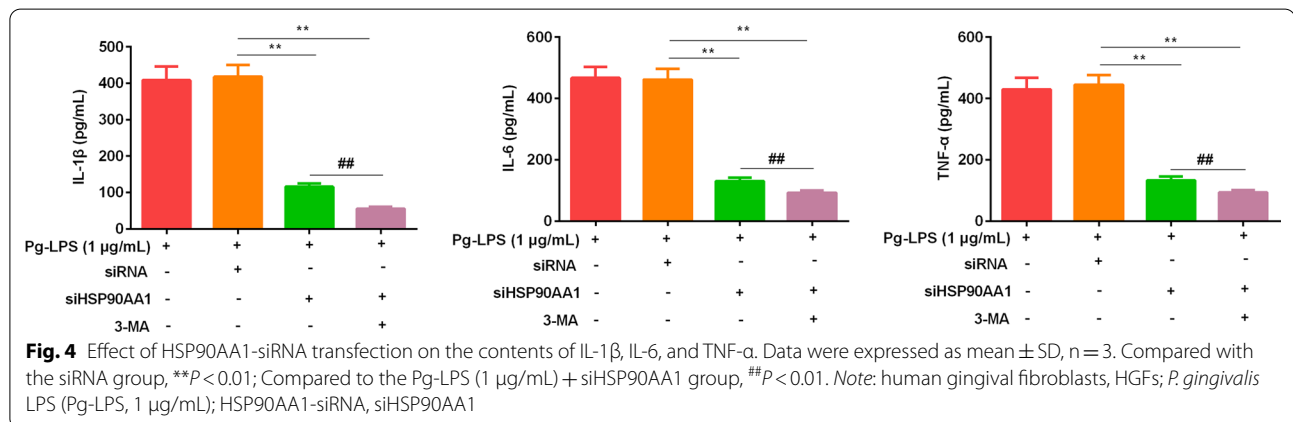 ** ** **
** ** **
500
400
300
200
100
0
IL-1β (pg/mL)
##
600
400
200
0
IL-6 (pg/mL)
##
600
400
200
0
TNF-α (pg/mL)
##
Pg-LPS (1 µg/mL) + + + + Pg-LPS (1 µg/mL) + + + + Pg-LPS (1 µg/mL) + + + +
siRNA - + - - siRNA - + - - siRNA - + - -
siHSP90AA1 - - + + siHSP90AA1 - - + + siHSP90AA1 - - + +
3-MA - - - + 3-MA - - - + 3-MA - - - +
Fig. 4 Effect of HSP90AA1-siRNA transfection on the contents of IL-1β, IL-6, and TNF-α. Data were expressed as mean ± SD, n = 3. Compared with
the siRNA group, **P < 0.01; Compared to the Pg-LPS (1 µg/mL) + siHSP90AA1 group, ##P < 0.01. Note: human gingival fibroblasts, HGFs; P. gingivalis
LPS (Pg-LPS, 1 µg/mL); HSP90AA1-siRNA, siHSP90AA1